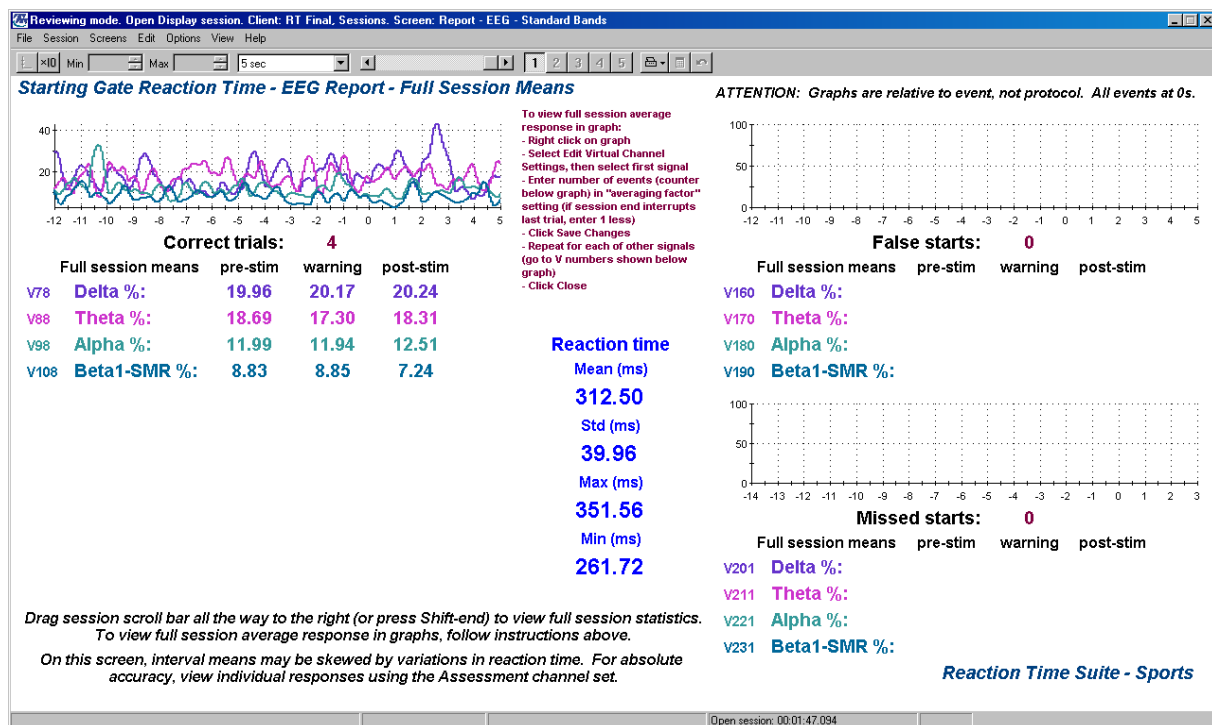 Reviewing mode. Open Display session. Client: RT Final, Sessions. Screen: Report - EEG - Standard Bands
File Session Screens Edit Options View Help
×10 Min Max 5 sec 1 2 3 4 5
Starting Gate Reaction Time - EEG Report - Full Session Means
ATTENTION: Graphs are relative to event, not protocol. All events at 0s.
40
20
-12 -11 -10 -9 -8 -7 -6 -5 -4 -3 -2 -1 0 1 2 3 4 5
Correct trials: 4
Full session means pre-stim warning post-stim
V78 Delta %: 19.96 20.17 20.24
V88 Theta %: 18.69 17.30 18.31
V98 Alpha %: 11.99 11.94 12.51
V108 Beta1-SMR %: 8.83 8.85 7.24
To view full session average
response in graph:
- Right click on graph
- Select Edit Virtual Channel
Settings, then select first signal
- Enter number of events (counter
below graph) in "averaging factor"
setting (if session end interrupts
last trial, enter 1 less)
- Click Save Changes
- Repeat for each of other signals
(go to V numbers shown below
graph)
- Click Close
Reaction time
Mean (ms)
312.50
Std (ms)
39.96
Max (ms)
351.56
Min (ms)
261.72
100
50
0
-12 -11 -10 -9 -8 -7 -6 -5 -4 -3 -2 -1 0 1 2 3 4 5
False starts: 0
Full session means pre-stim warning post-stim
V160 Delta %:
V170 Theta %:
V180 Alpha %:
V190 Beta1-SMR %:
100
50
0
-14 -13 -12 -11 -10 -9 -8 -7 -6 -5 -4 -3 -2 -1 0 1 2 3
Missed starts: 0
Full session means pre-stim warning post-stim
V201 Delta %:
V211 Theta %:
V221 Alpha %:
V231 Beta1-SMR %:
Drag session scroll bar all the way to the right (or press Shift-end) to view full session statistics.
To view full session average response in graphs, follow instructions above.
On this screen, interval means may be skewed by variations in reaction time. For absolute
accuracy, view individual responses using the Assessment channel set.
Reaction Time Suite - Sports
Open session: 00:01:47.094